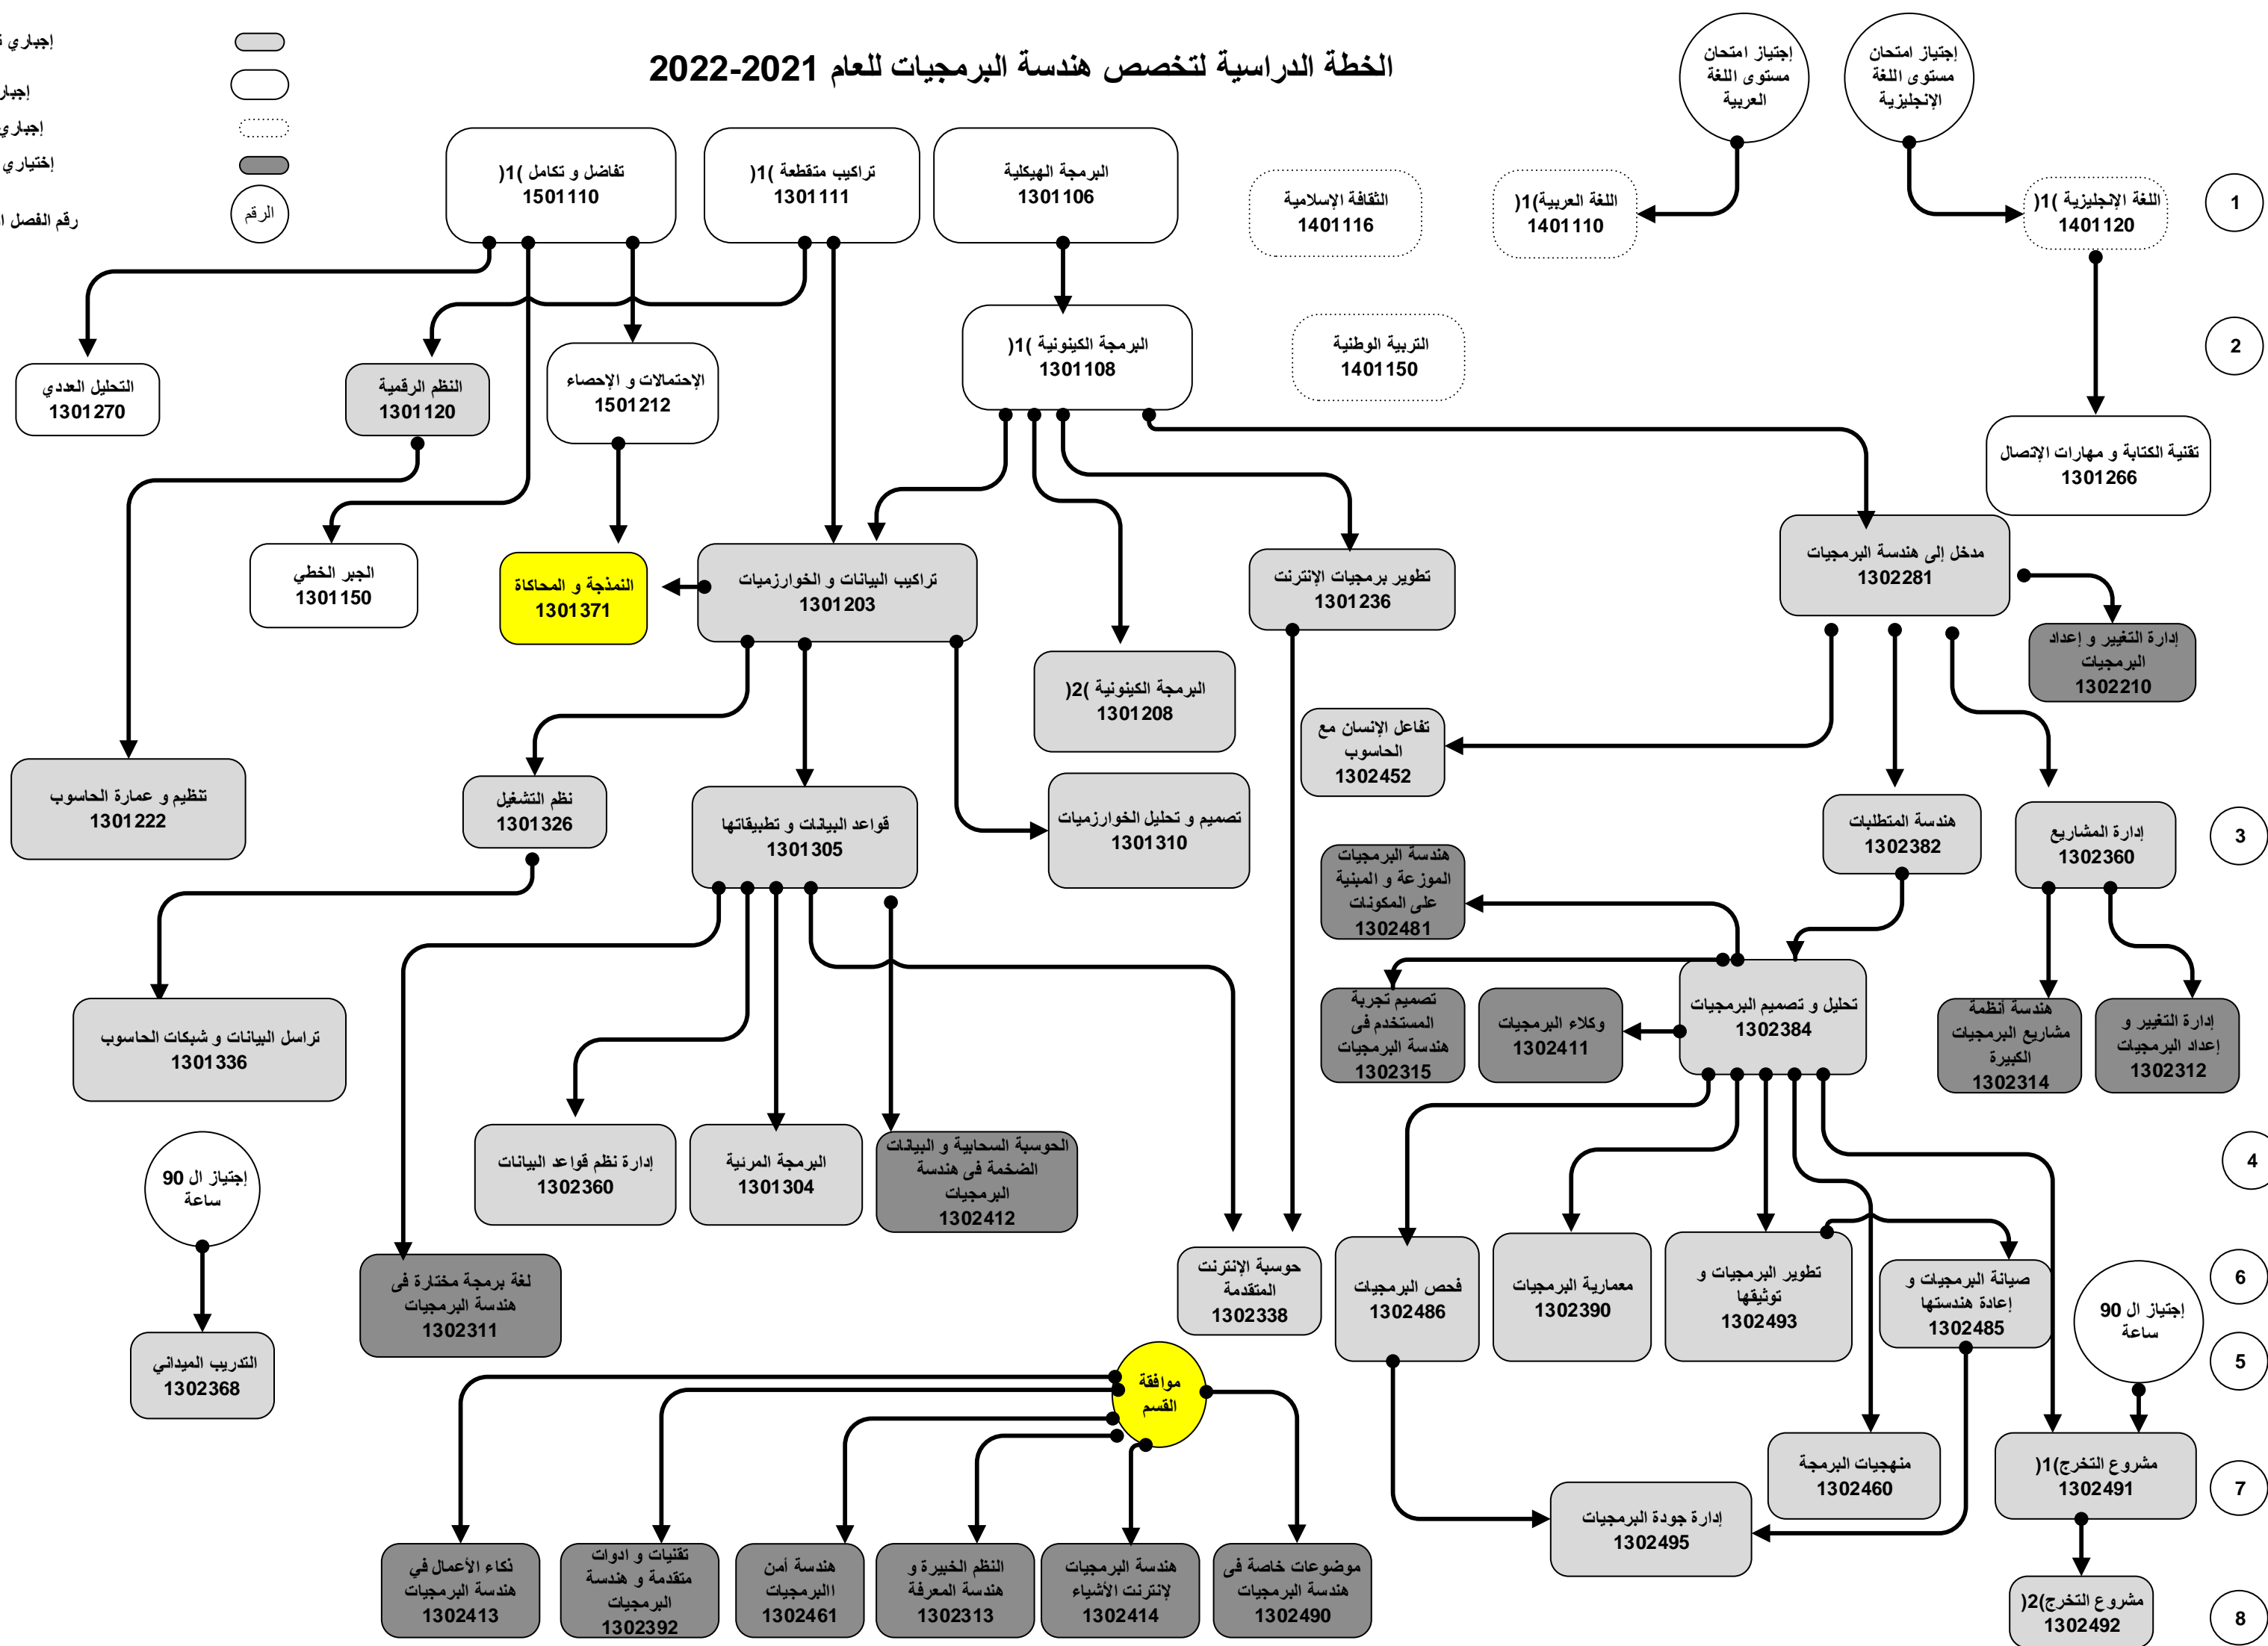 الخطة الدراسية لتخصص هندسة البرمجيات للعام 2021-2022
إجباري
إجبار
إجباري
إختياري
رقم الفصل ا
الرقم
إجتياز امتحان
مستوى اللغة
الإنجليزية
إجتياز امتحان
مستوى اللغة
العربية
1
اللغة الإنجليزية )1(
1401120
اللغة العربية)1(
1401110
الثقافة الإسلامية
1401116
البرمجة الهيكلية
1301106
تراكيب متقطعة )1(
1301111
تفاضل و تكامل )1(
1501110
2
التربية الوطنية
1401150
البرمجة الكينونية )1(
1301108
الإحتمالات و الإحصاء
1501212
النظم الرقمية
1301120
التحليل العددي
1301270
تقنية الكتابة و مهارات الإتصال
1301266
مدخل إلى هندسة البرمجيات
1302281
تطوير برمجيات الإنترنت
1301236
تراكيب البيانات و الخوارزميات
1301203
النمذجة و المحاكاة
1301371
الجبر الخطي
1301150
إدارة التغيير و إعداد
البرمجيات
1302210
البرمجة الكينونية )2(
1301208
تفاعل الإنسان مع
الحاسوب
1302452
3
إدارة المشاريع
1302360
هندسة المتطلبات
1302382
تصميم و تحليل الخوارزميات
1301310
قواعد البيانات و تطبيقاتها
1301305
نظم التشغيل
1301326
تنظيم و عمارة الحاسوب
1301222
هندسة البرمجيات
الموزعة و المبنية
على المكونات
1302481
إدارة التغيير و
إعداد البرمجيات
1302312
هندسة أنظمة
مشاريع البرمجيات
الكبيرة
1302314
تحليل و تصميم البرمجيات
1302384
وكلاء البرمجيات
1302411
تصميم تجربة
المستخدم فى
هندسة البرمجيات
1302315
تراسل البيانات و شبكات الحاسوب
1301336
4
الحوسبة السحابية و البيانات
الضخمة فى هندسة
البرمجيات
1302412
البرمجة المرئية
1301304
إدارة نظم قواعد البيانات
1302360
إجتياز ال 90
ساعة
6
إجتياز ال 90
ساعة
صيانة البرمجيات و
إعادة هندستها
1302485
تطوير البرمجيات و
توثيقها
1302493
معمارية البرمجيات
1302390
فحص البرمجيات
1302486
حوسبة الإنترنت
المتقدمة
1302338
لغة برمجة مختارة فى
هندسة البرمجيات
1302311
5
التدريب الميداني
1302368
موافقة
القسم
7
مشروع التخرج)1(
1302491
منهجيات البرمجة
1302460
إدارة جودة البرمجيات
1302495
8
مشروع التخرج)2(
1302492
موضوعات خاصة فى
هندسة البرمجيات
1302490
هندسة البرمجيات
لإنترنت الأشياء
1302414
النظم الخبيرة و
هندسة المعرفة
1302313
هندسة أمن
االبرمجيات
1302461
تقنيات و ادوات
متقدمة و هندسة
البرمجيات
1302392
ذكاء الأعمال في
هندسة البرمجيات
1302413